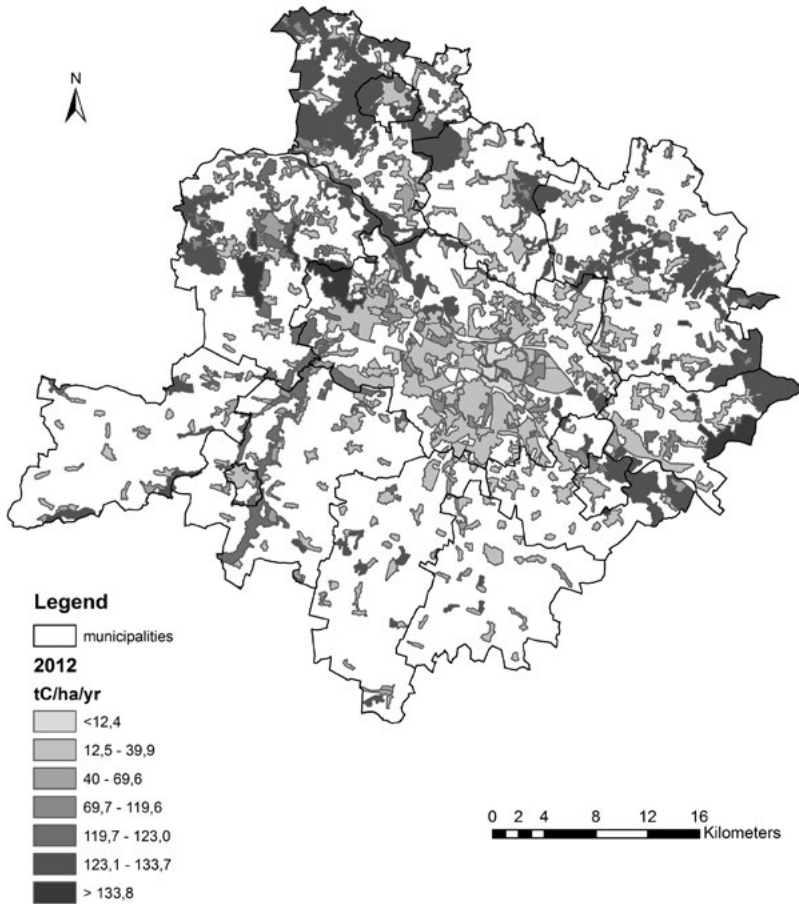 N
Legend
municipalities
2012
tC/ha/yr
<12,4
12,5 - 39,9
40 - 69,6
69,7 - 119,6
119,7 - 123,0
123,1 - 133,7
> 133,8
0 2 4 8 12 16
Kilometers